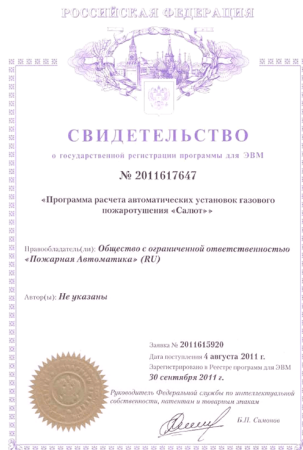 РОССИЙСКАЯ ФЕДЕРАЦИЯ
СВИДЕТЕЛЬСТВО
о государственной регистрации программы для ЭВМ
№ 2011617647
«Программа расчета автоматических установок газового
пожаротушения «Салют»»
Правообладатель(ли): Общество с ограниченной ответственностью
«Пожарная Автоматика» (RU)
Автор(ы): Не указаны
Заявка № 2011615920
Дата поступления 4 августа 2011 г.
Зарегистрировано в Реестре программ для ЭВМ
30 сентября 2011 г.
Руководитель Федеральной службы по интеллектуальной
собственности, патентам и товарным знакам
Б.П. Симонов